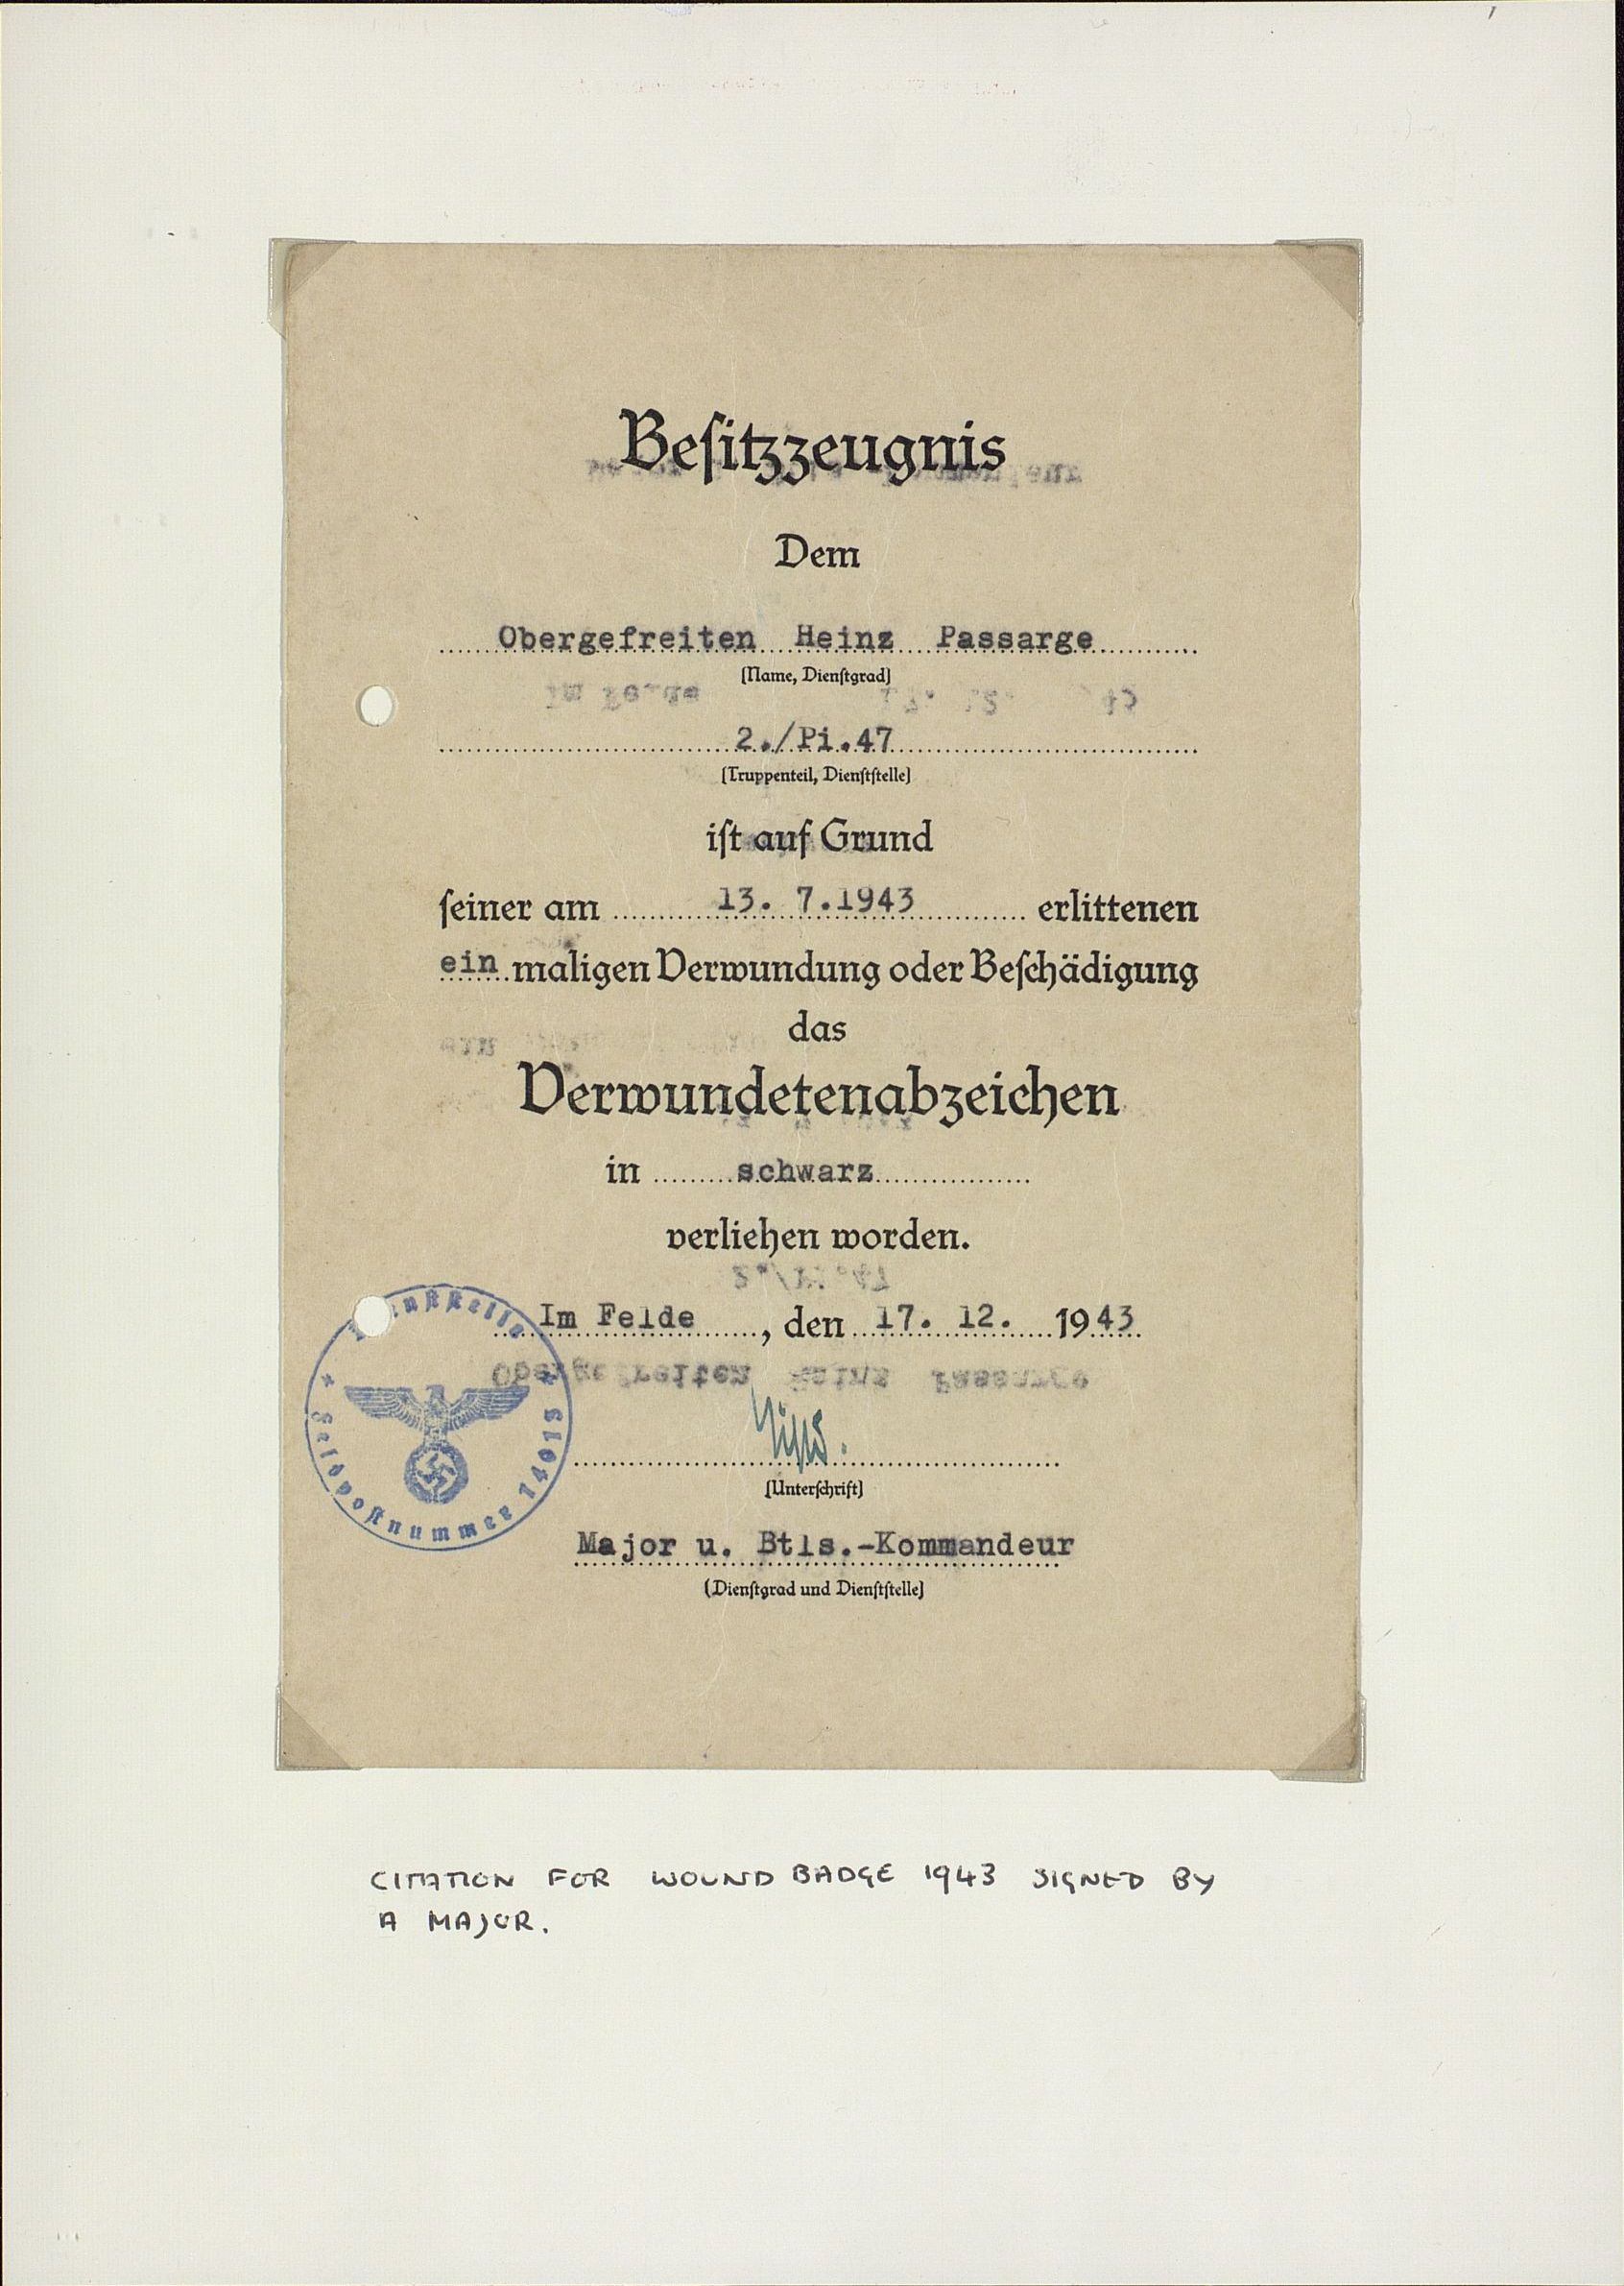 Beſitzzeugnis
Dem
Obergefreiten Heinz Passarge
(Name, Dienſtgrad)
2./Pi.47
(Truppenteil, Dienſtſtelle)
iſt auf Grund
ſeiner am 13. 7.1943 erlittenen
ein maligen Verwundung oder Beſchädigung
das
Verwundetenabzeichen
in schwarz
verliehen worden.
Im Felde, den 17. 12. 1943
(Unterſchrift)
Major u. Btls.-Kommandeur
(Dienſtgrad und Dienſtſtelle)
* Feldpoſtnummer 14013 *
CITATION FOR WOUND BADGE 1943 SIGNED BY
A MAJOR.